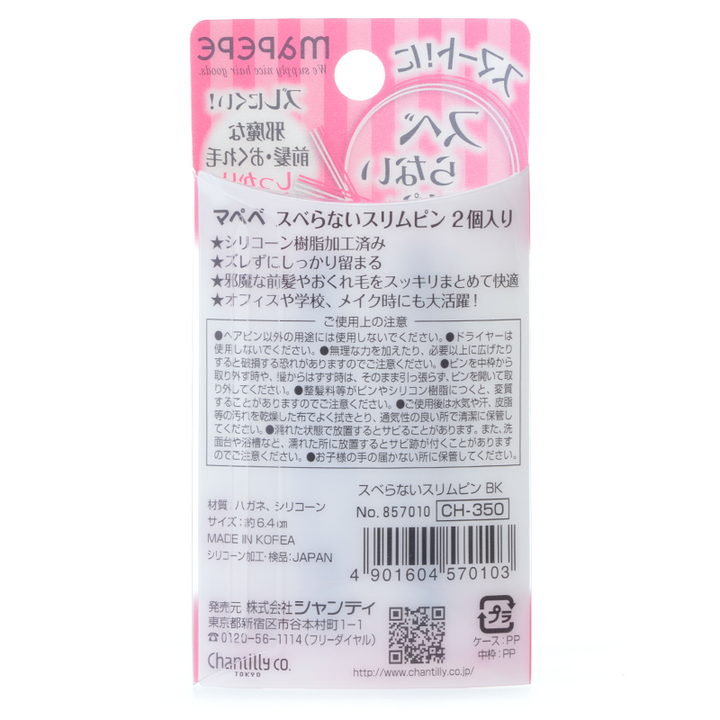 mAPEPE
We supply nice hair goods.
スマート!に
スベ
らない
ズレにくい!
邪魔な
前髪・おくれ毛
しっかり
マペペ スベらないスリムピン 2個入り
★シリコーン樹脂加工済み
★ズレずにしっかり留まる
★邪魔な前髪やおくれ毛をスッキリまとめて快適
★オフィスや学校、メイク時にも大活躍!
ご使用上の注意
●ヘアピン以外の用途には使用しないでください。●ドライヤーは
使用しないでください。●無理な力を加えたり、必要以上に広げたり
すると破損する恐れがありますのでご注意ください。●ピンを中枠から
取り外す時や、髪からはずす時は、そのまま引っ張らず、ピンを開いて取
り外してください。●整髪料等がピンやシリコン樹脂につくと、変質
することがありますのでご注意ください。●ご使用後は水気や汗、皮脂
等の汚れを乾燥した布でよく拭きとり、通気性の良い所で清潔に保管し
てください。●濡れた状態で放置するとサビることがあります。また、洗
面台や浴槽など、濡れた所に放置するとサビ跡が付くことがあります
のでご注意ください。●お子様の手の届かない所に保管してください。
スベらないスリムピン BK
No. 857010 CH-350
材質:ハガネ、シリコーン
サイズ:約6.4cm
MADE IN KOREA
シリコーン加工・検品:JAPAN
4 901604 570103
発売元 株式会社シャンティ
東京都新宿区市谷本村町1-1
☎0120-56-1114(フリーダイヤル)
Chantilly co.
TOKYO
http://www.chantilly.co.jp/
プラ
ケース:PP
中枠:PP